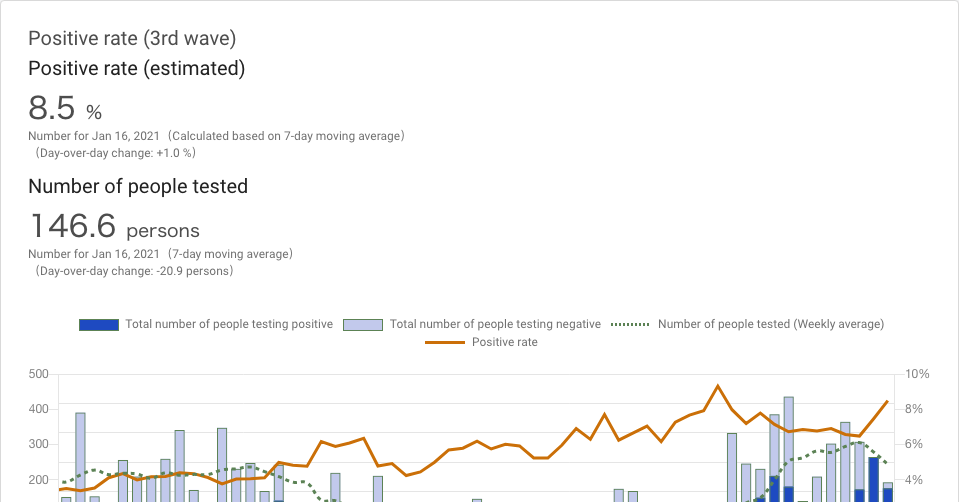 Positive rate (3rd wave)
Positive rate (estimated)
8.5 %
Number for Jan 16, 2021（Calculated based on 7-day moving average）
（Day-over-day change: +1.0 %）
Number of people tested
146.6 persons
Number for Jan 16, 2021（7-day moving average）
（Day-over-day change: -20.9 persons）
Total number of people testing positive Total number of people testing negative Number of people tested (Weekly average)
Positive rate
500 10%
400 8%
300 6%
200 4%